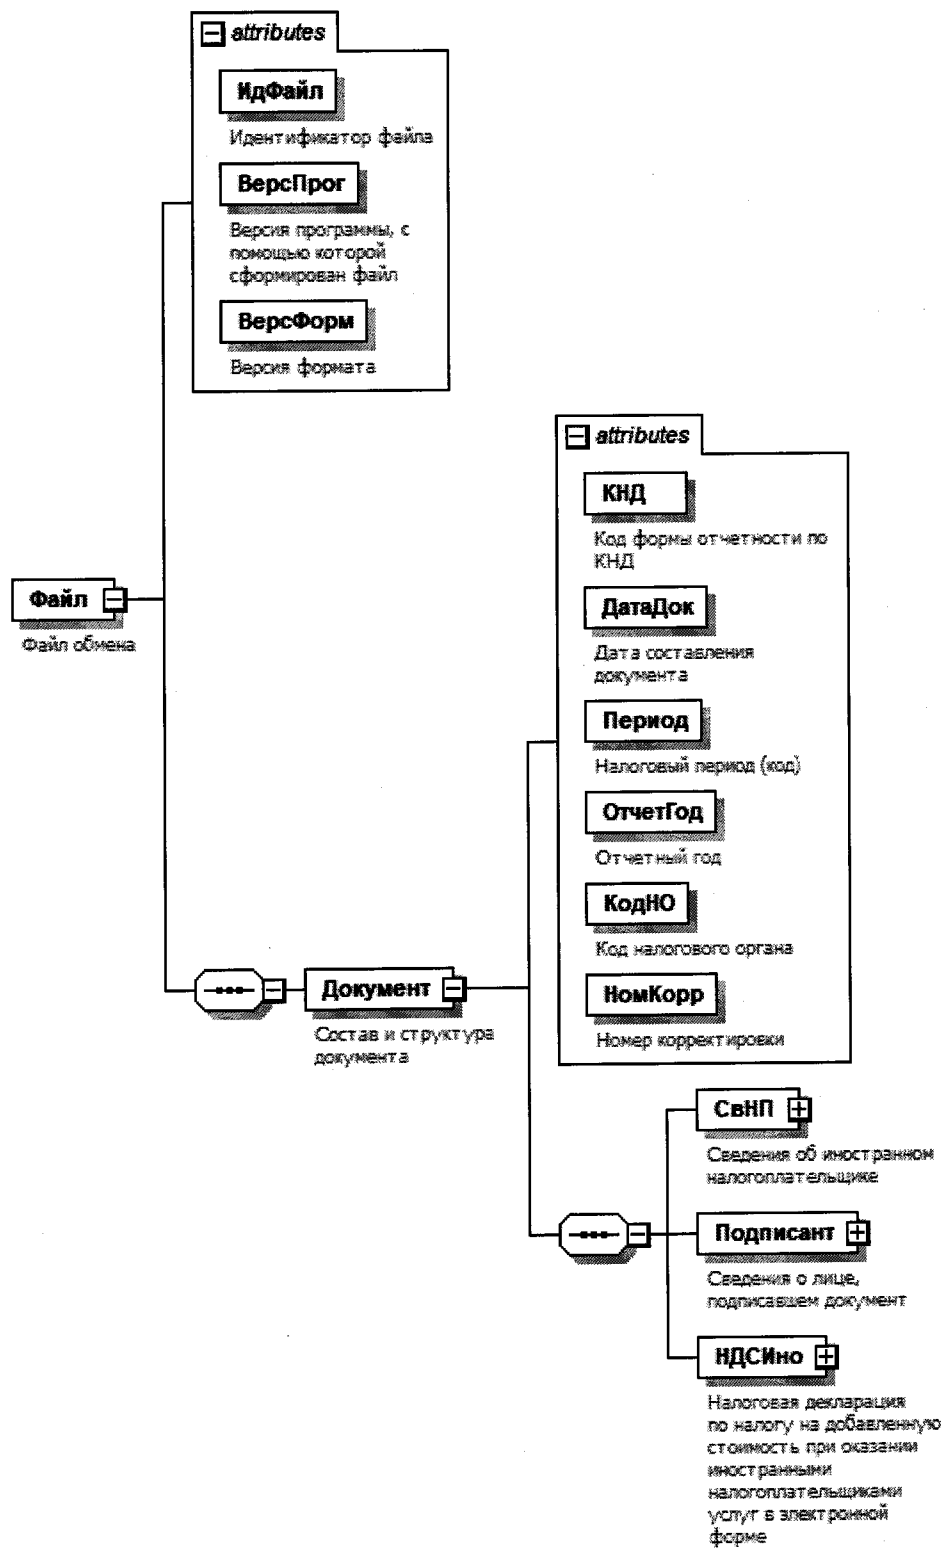 attributes
ИдФайл
Идентификатор файла
ВерсПрог
Версия программы, с
помощью которой
сформирован файл
ВерсФорм
Версия формата
attributes
КНД
Код формы отчетности по
КНД
Файл
Файл обмена
ДатаДок
Дата составления
документа
Период
Налоговый период (код)
ОтчетГод
Отчетный год
КодНО
Код налогового органа
Документ
Состав и структура
документа
НомКорр
Номер корректировки
СвНП
Сведения об иностранном
налогоплательщике
Подписант
Сведения о лице,
подписавшем документ
НДСИно
Налоговая декларация
по налогу на добавленную
стоимость при оказании
иностранными
налогоплательщиками
услуг в электронной
форме